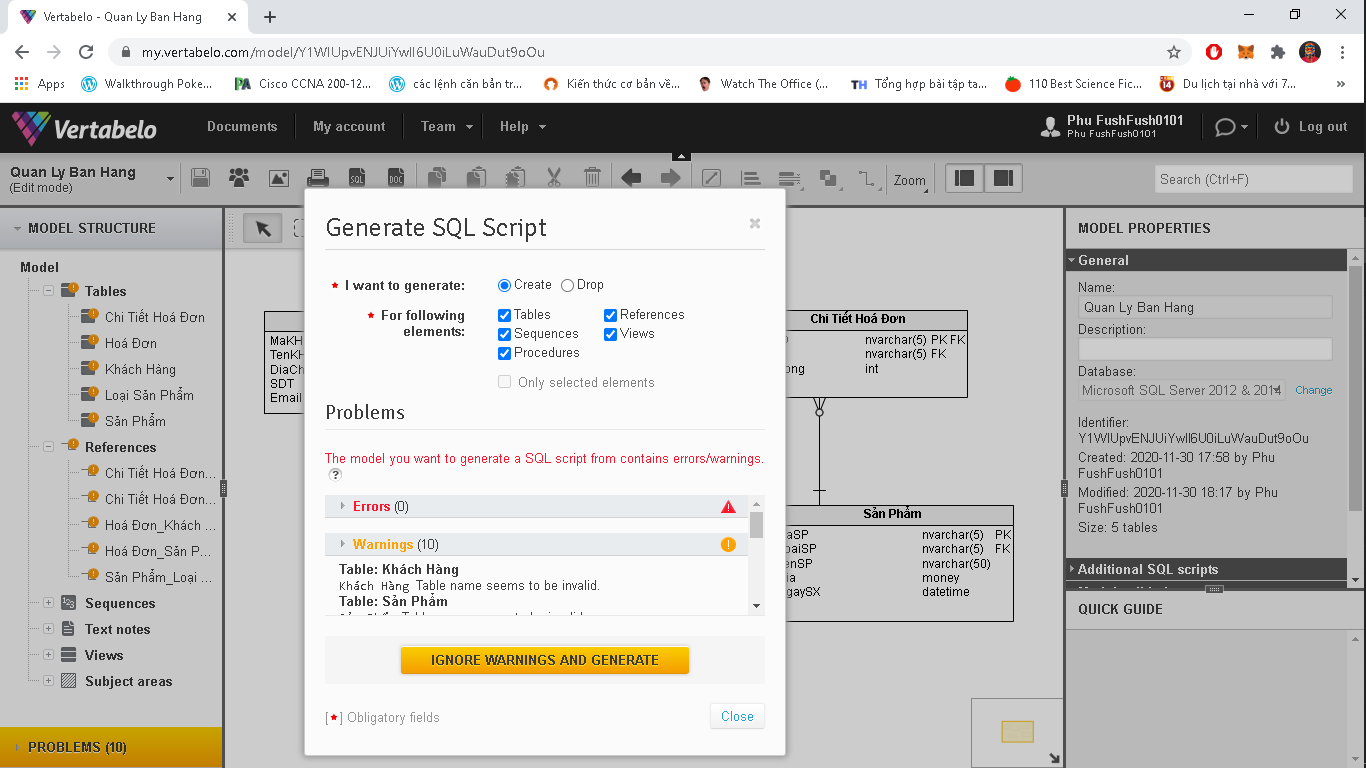 Vertabelo - Quan Ly Ban Hang
my.vertabelo.com/model/Y1WIUpvENJUiYwlI6U0iLuWauDut9oOu
Apps
Walkthrough Poke...
Cisco CCNA 200-12...
các lệnh căn bản tr...
Kiến thức cơ bản về...
Watch The Office (...
TH Tổng hợp bài tập ta...
110 Best Science Fic...
14 Du lịch tại nhà với 7...
Vertabelo
Documents
My account
Team
Help
Phu FushFush0101
Phu FushFush0101
Log out
Quan Ly Ban Hang
(Edit mode)
SQL
DOC
Zoom
Search (Ctrl+F)
MODEL STRUCTURE
Model
Tables
Chi Tiết Hoá Đơn
Hoá Đơn
Khách Hàng
Loại Sản Phẩm
Sản Phẩm
References
Chi Tiết Hoá Đơn...
Chi Tiết Hoá Đơn...
Hoá Đơn_Khách ...
Hoá Đơn_Sản P...
Sản Phẩm_Loại ...
Sequences
Text notes
Views
Subject areas
PROBLEMS (10)
MaKH
TenKH
DiaCh
SDT
Email
Generate SQL Script
* I want to generate:
Create
Drop
* For following elements:
Tables
References
Sequences
Views
Procedures
Only selected elements
Problems
The model you want to generate a SQL script from contains errors/warnings.
?
Errors (0)
Warnings (10)
Table: Khách Hàng
Khách Hàng Table name seems to be invalid.
Table: Sản Phẩm
IGNORE WARNINGS AND GENERATE
[*] Obligatory fields
Close
Chi Tiết Hoá Đơn
nvarchar(5) PK FK
nvarchar(5) FK
ong int
Sản Phẩm
aSP nvarchar(5) PK
oaiSP nvarchar(5) FK
enSP nvarchar(50)
ia money
gaySX datetime
MODEL PROPERTIES
General
Name:
Quan Ly Ban Hang
Description:
Database:
Microsoft SQL Server 2012 & 2014
Change
Identifier:
Y1WIUpvENJUiYwlI6U0iLuWauDut9oOu
Created: 2020-11-30 17:58 by Phu
FushFush0101
Modified: 2020-11-30 18:17 by Phu
FushFush0101
Size: 5 tables
Additional SQL scripts
QUICK GUIDE